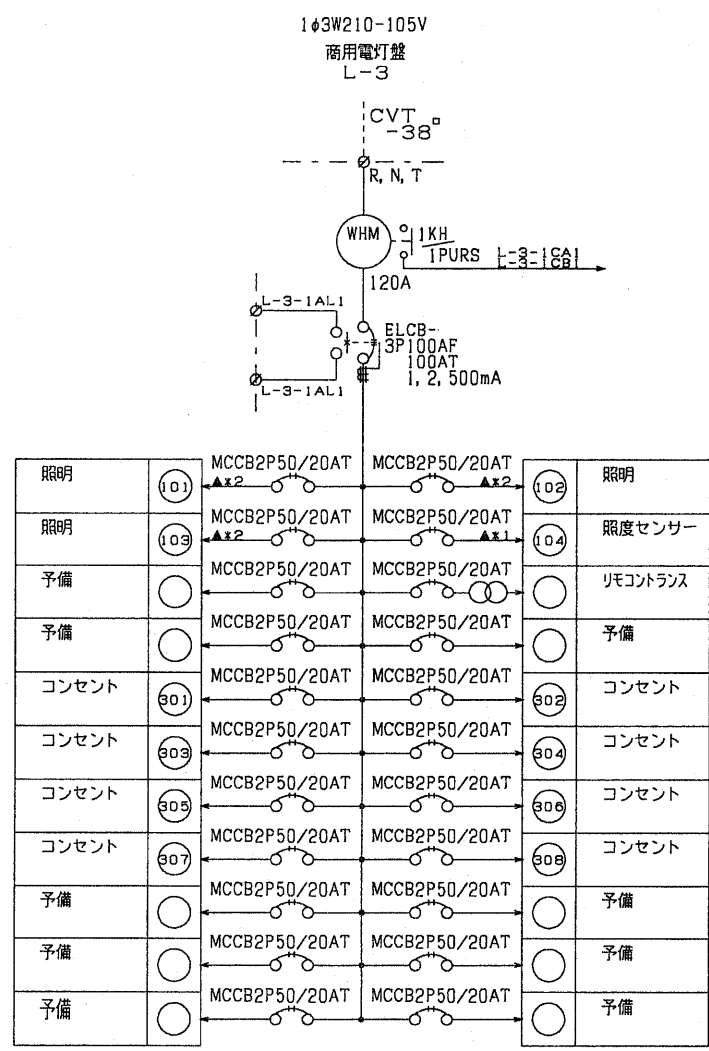 1φ3W210-105V
商用電灯盤
L-3
CVT
-38□
R, N, T
WHM
1KH
/1PURS
L-3-1CA1
L-3-1CB1
120A
L-3-1AL1
ELCB-
3P100AF
100AT
1, 2, 500mA
L-3-1AL1
照明 101 MCCB2P50/20AT ▲*2 MCCB2P50/20AT ▲*2 102 照明
照明 103 MCCB2P50/20AT ▲*2 MCCB2P50/20AT ▲*1 104 照度センサー
予備 MCCB2P50/20AT MCCB2P50/20AT リモコントランス
予備 MCCB2P50/20AT MCCB2P50/20AT 予備
コンセント 301 MCCB2P50/20AT MCCB2P50/20AT 302 コンセント
コンセント 303 MCCB2P50/20AT MCCB2P50/20AT 304 コンセント
コンセント 305 MCCB2P50/20AT MCCB2P50/20AT 306 コンセント
コンセント 307 MCCB2P50/20AT MCCB2P50/20AT 308 コンセント
予備 MCCB2P50/20AT MCCB2P50/20AT 予備
予備 MCCB2P50/20AT MCCB2P50/20AT 予備
予備 MCCB2P50/20AT MCCB2P50/20AT 予備